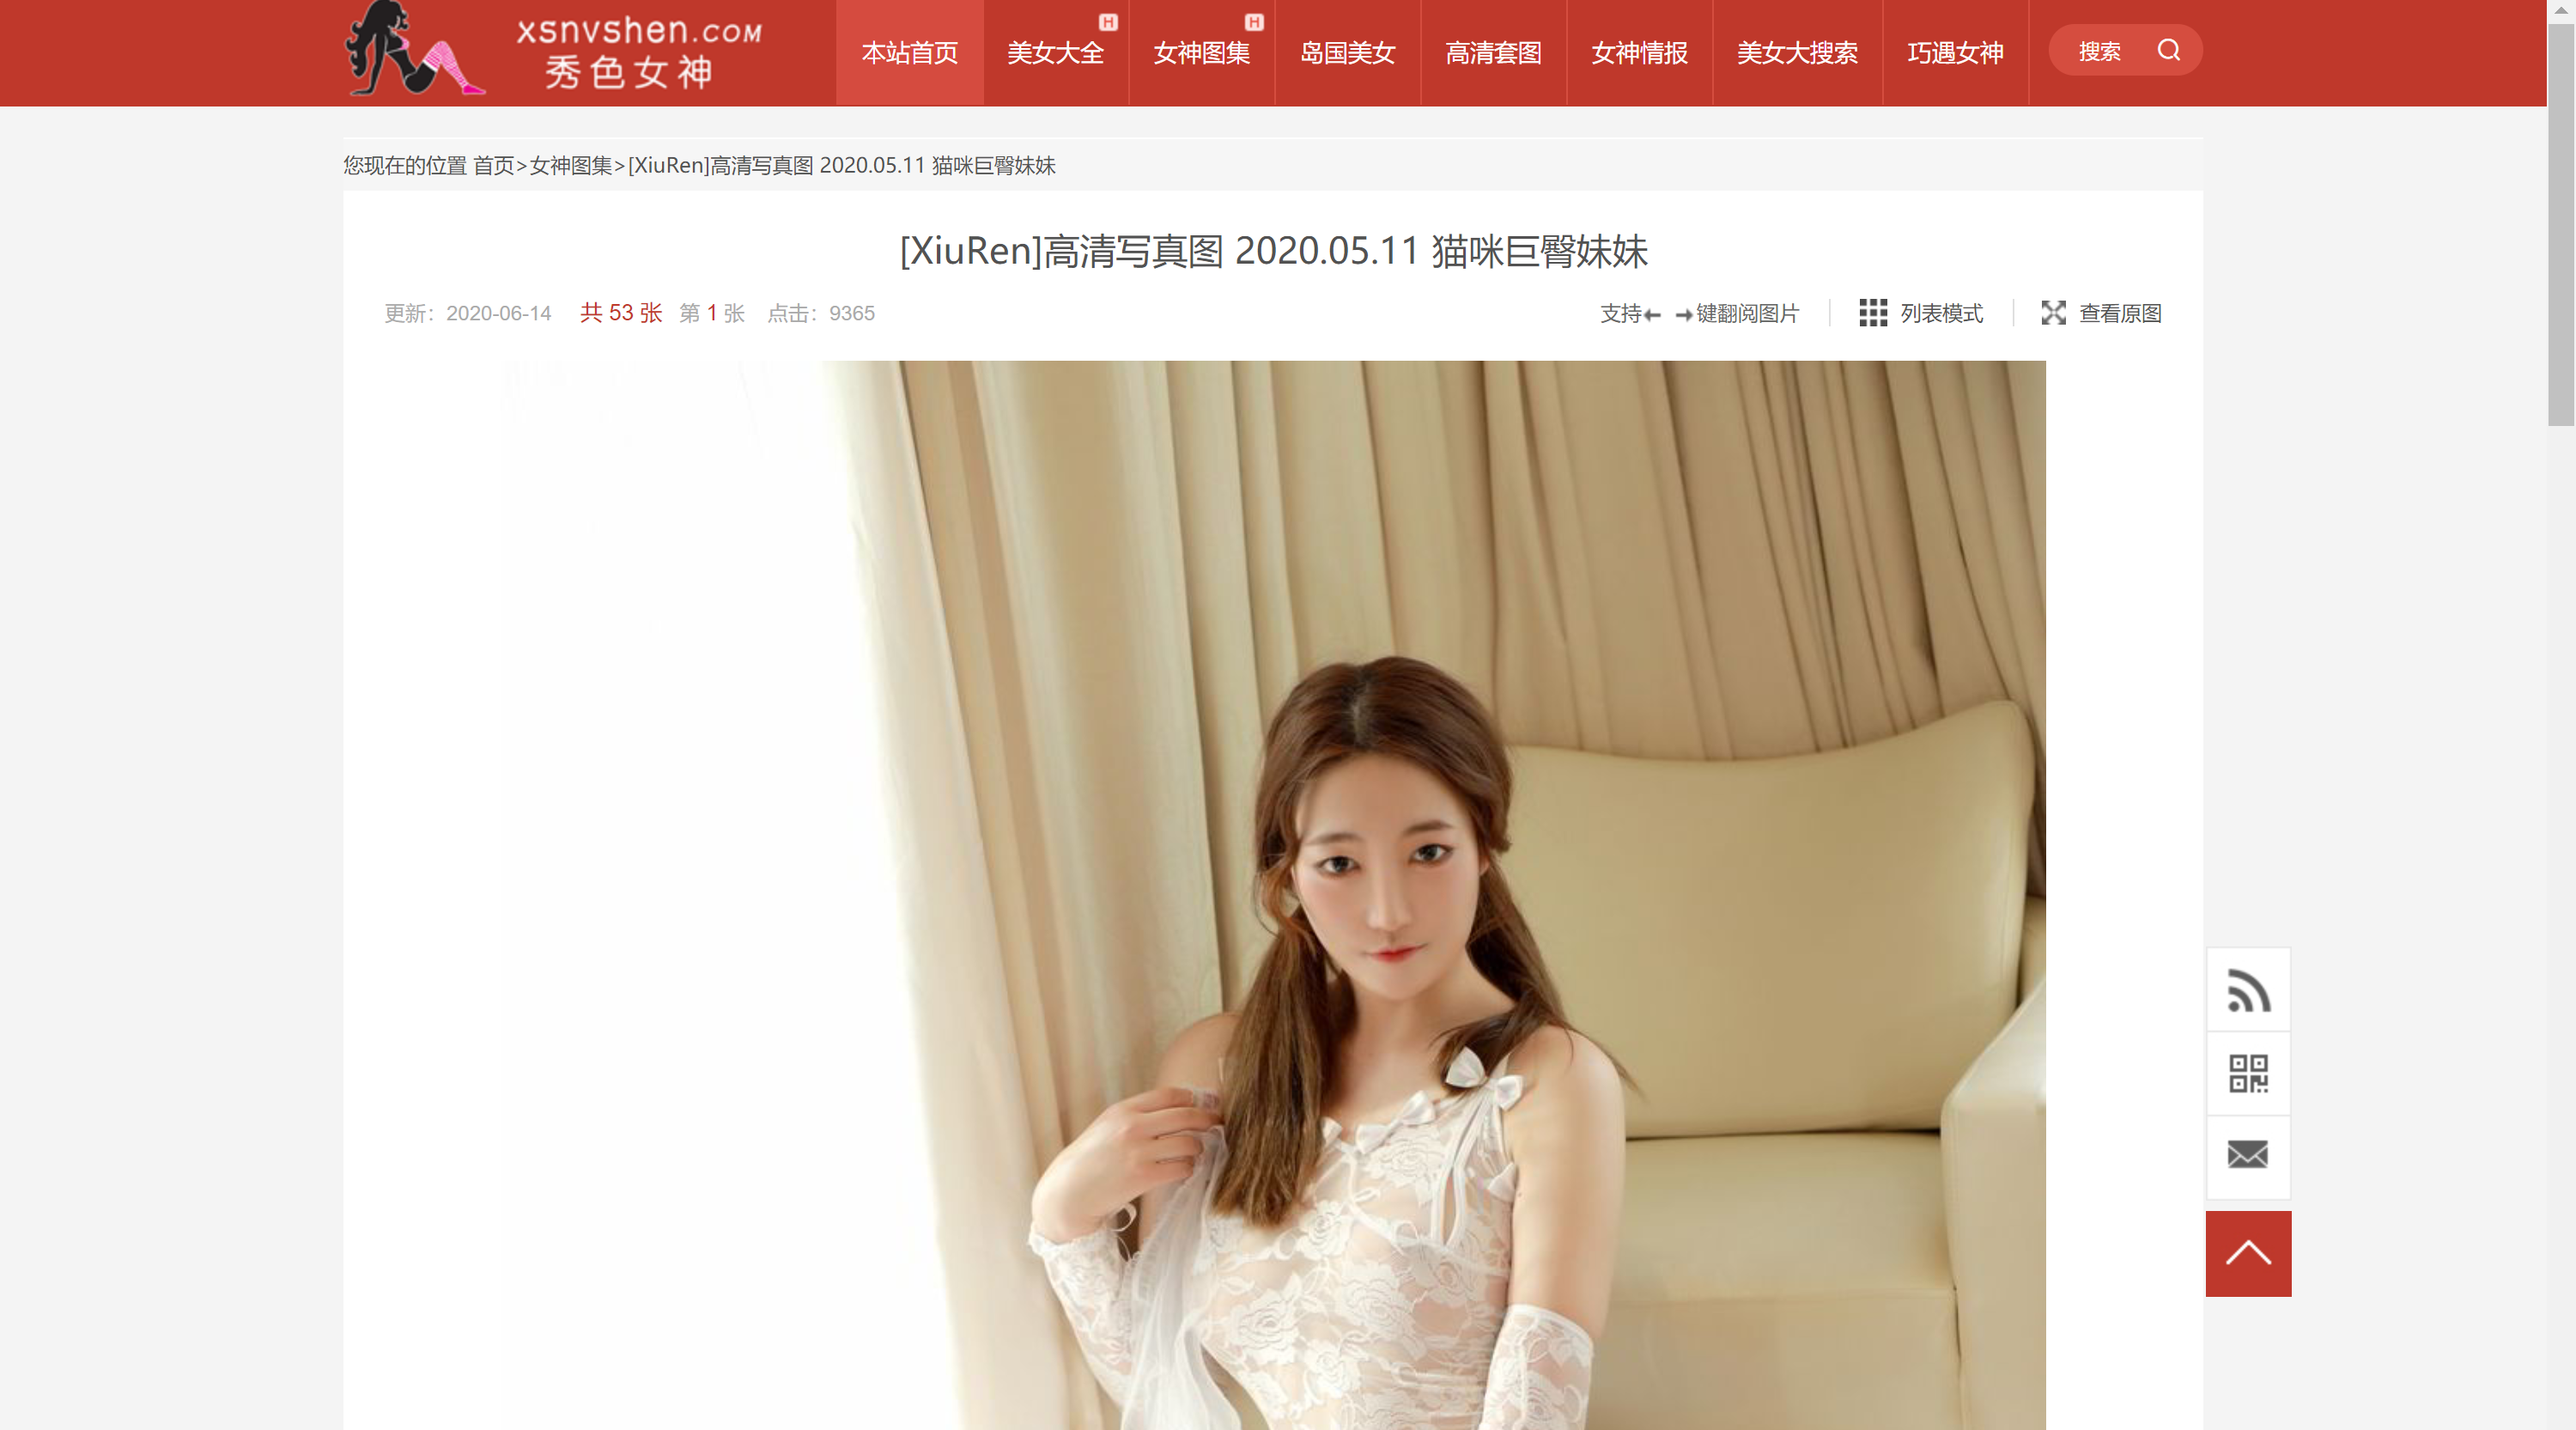 xsnvshen.COM
秀色女神
本站首页
美女大全
H
女神图集
H
岛国美女
高清套图
女神情报
美女大搜索
巧遇女神
搜索
您现在的位置 首页>女神图集>[XiuRen]高清写真图 2020.05.11 猫咪巨臀妹妹
[XiuRen]高清写真图 2020.05.11 猫咪巨臀妹妹
更新：2020-06-14 共 53 张 第 1 张 点击：9365
支持← →键翻阅图片
列表模式
查看原图